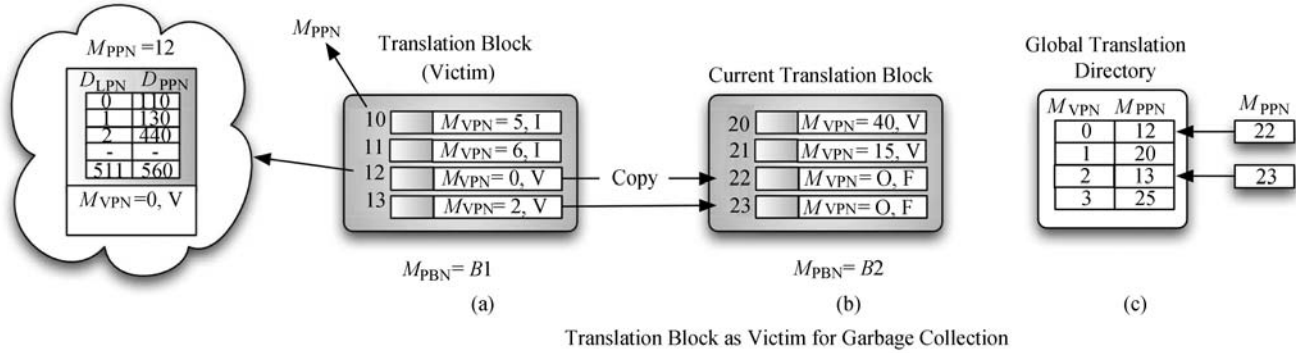 M_PPN =12
D_LPN D_PPN
0 110
1 130
2 440
- -
511 560
M_VPN=0, V
M_PPN
Translation Block
(Victim)
10 M_VPN = 5, I
11 M_VPN = 6, I
12 M_VPN = 0, V
13 M_VPN = 2, V
M_PBN = B1
(a)
Copy
Current Translation Block
20 M_VPN = 40, V
21 M_VPN = 15, V
22 M_VPN = O, F
23 M_VPN = O, F
M_PBN = B2
(b)
Global Translation
Directory
M_VPN M_PPN
0 12
1 20
2 13
3 25
M_PPN
22
23
(c)
Translation Block as Victim for Garbage Collection